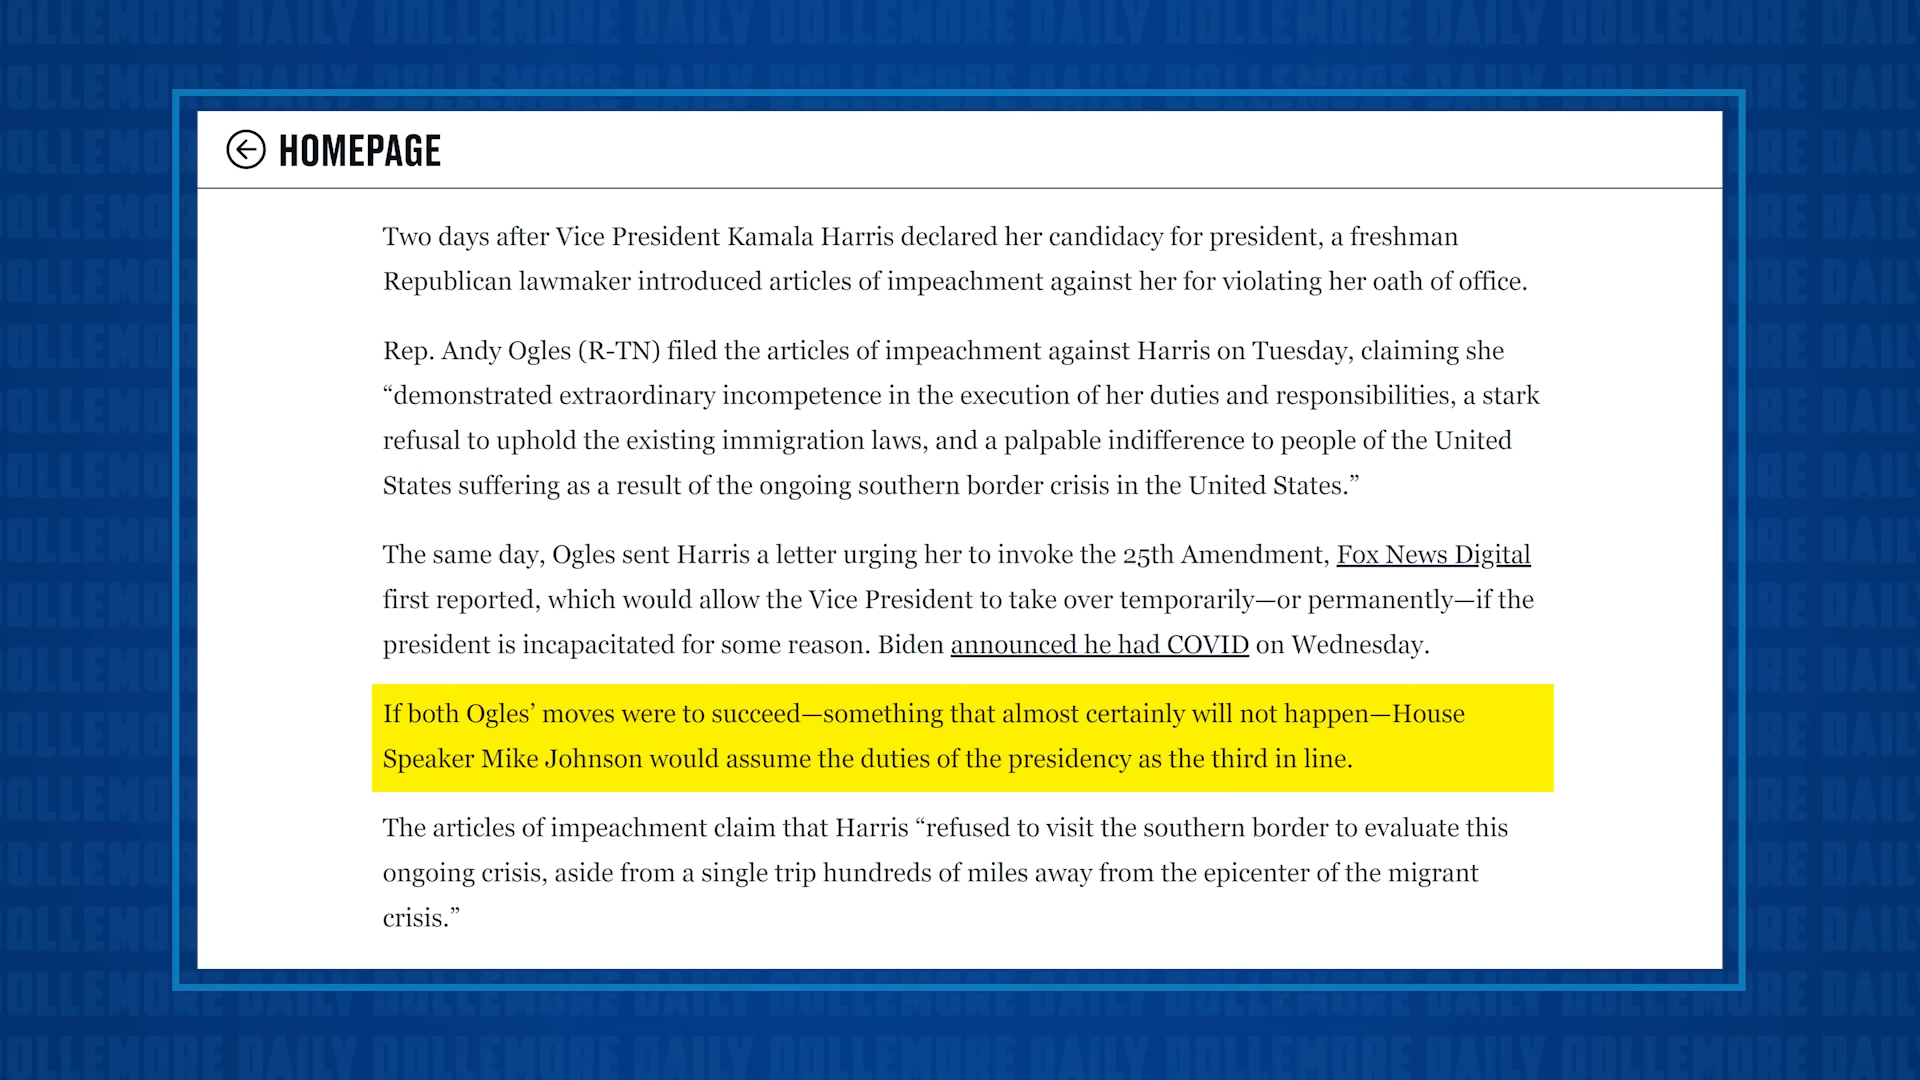 DOLLEMORE DAILY DOLLEMORE DAILY DOLLEMORE DAILY DOLLEMORE DAILY
HOMEPAGE
Two days after Vice President Kamala Harris declared her candidacy for president, a freshman
Republican lawmaker introduced articles of impeachment against her for violating her oath of office.
Rep. Andy Ogles (R-TN) filed the articles of impeachment against Harris on Tuesday, claiming she
“demonstrated extraordinary incompetence in the execution of her duties and responsibilities, a stark
refusal to uphold the existing immigration laws, and a palpable indifference to people of the United
States suffering as a result of the ongoing southern border crisis in the United States.”
The same day, Ogles sent Harris a letter urging her to invoke the 25th Amendment, Fox News Digital
first reported, which would allow the Vice President to take over temporarily—or permanently—if the
president is incapacitated for some reason. Biden announced he had COVID on Wednesday.
If both Ogles’ moves were to succeed—something that almost certainly will not happen—House
Speaker Mike Johnson would assume the duties of the presidency as the third in line.
The articles of impeachment claim that Harris “refused to visit the southern border to evaluate this
ongoing crisis, aside from a single trip hundreds of miles away from the epicenter of the migrant
crisis.”